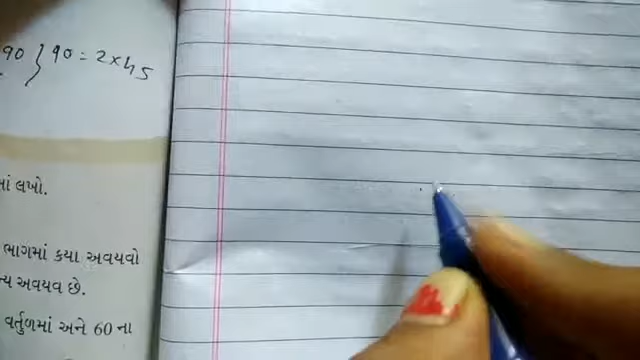 90 } 90 = 2×45
માં લખો.
ભાગમાં કયા અવયવો
ન્ય અવયવ છે.
વર્તુળમાં અને 60 ના